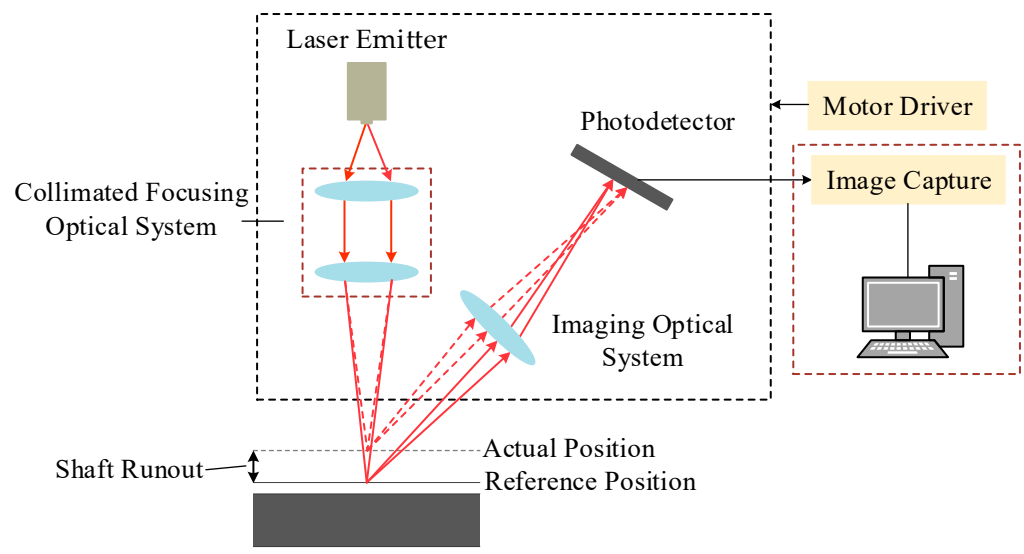 Laser Emitter
Motor Driver
Photodetector
Image Capture
Collimated Focusing
Optical System
Imaging Optical
System
Actual Position
Shaft Runout
Reference Position